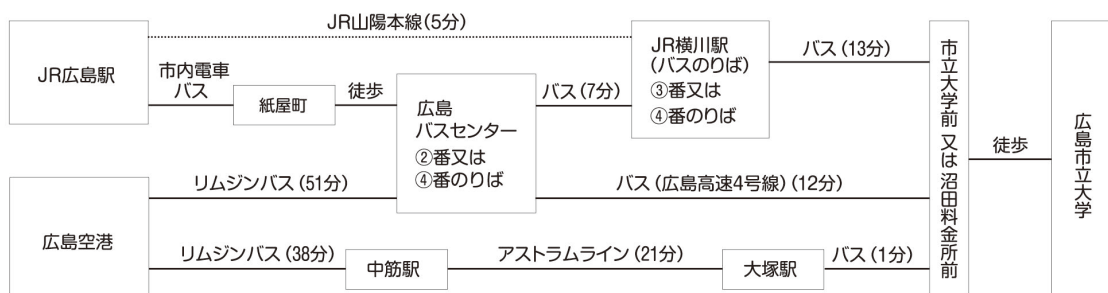 JR山陽本線（5分）
JR広島駅
市内電車
バス
紙屋町
徒歩
広島
バスセンター
②番又は
④番のりば
バス（7分）
JR横川駅
（バスのりば）
③番又は
④番のりば
バス（13分）
市立大学前 又は 沼田料金所前
徒歩
広島市立大学
広島空港
リムジンバス（51分）
バス（広島高速4号線）（12分）
リムジンバス（38分）
中筋駅
アストラムライン（21分）
大塚駅
バス（1分）